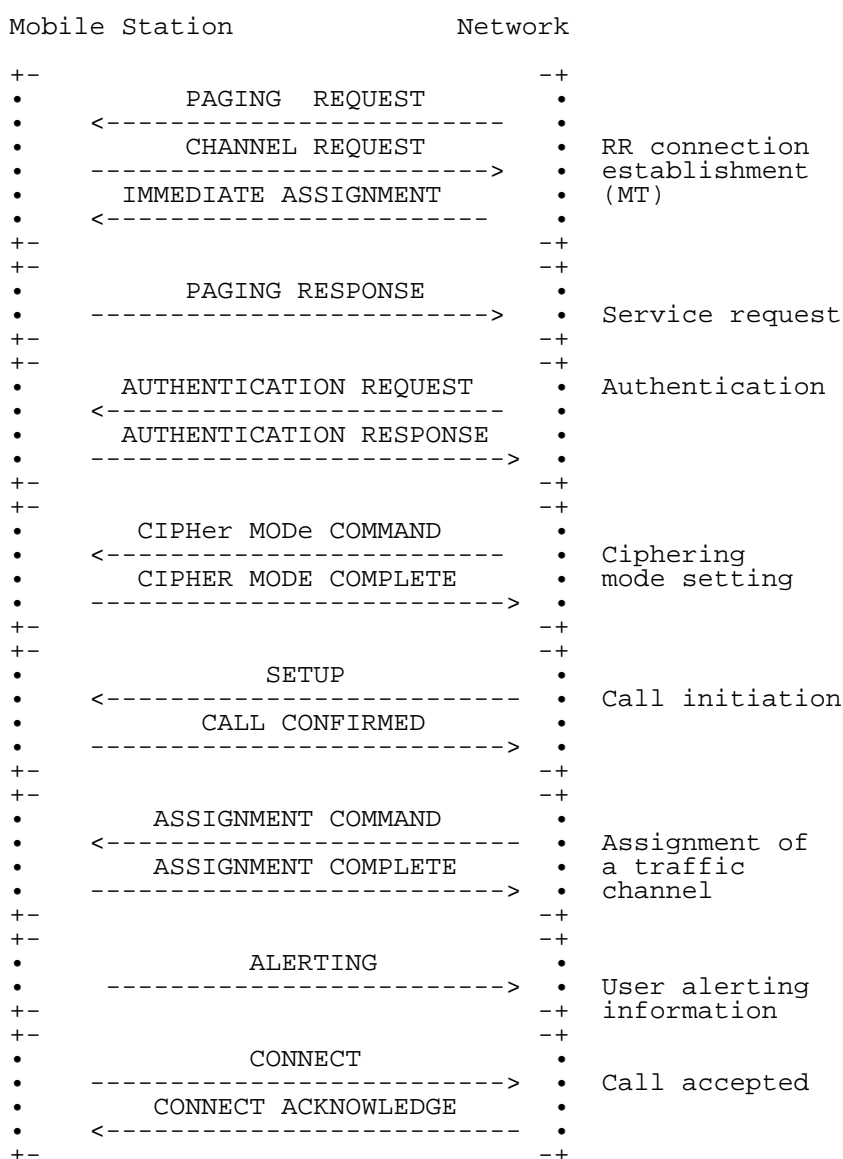 Mobile Station              Network
+-                               -+
•           PAGING  REQUEST        •
•     <-------------------------   •
•           CHANNEL REQUEST        •  RR connection
•     ------------------------->   •  establishment
•       IMMEDIATE ASSIGNMENT       •  (MT)
•     <------------------------    •
+-                               -+
+-                               -+
•           PAGING RESPONSE        •
•     ------------------------->   •  Service request
+-                               -+
+-                               -+
•       AUTHENTICATION REQUEST     •  Authentication
•     <-------------------------   •
•       AUTHENTICATION RESPONSE    •
•     -------------------------->  •
+-                               -+
+-                               -+
•        CIPHer MODe COMMAND       •
•     <-------------------------   •  Ciphering
•        CIPHER MODE COMPLETE      •  mode setting
•     -------------------------->  •
+-                               -+
+-                               -+
•                SETUP             •
•     <--------------------------  •  Call initiation
•            CALL CONFIRMED        •
•     -------------------------->  •
+-                               -+
+-                               -+
•         ASSIGNMENT COMMAND       •
•     <--------------------------  •  Assignment of
•         ASSIGNMENT COMPLETE      •  a traffic
•     -------------------------->  •  channel
+-                               -+
+-                               -+
•               ALERTING           •
•      ------------------------->  •  User alerting
+-                               -+  information
+-                               -+
•               CONNECT            •
•     -------------------------->  •  Call accepted
•         CONNECT ACKNOWLEDGE      •
•     <--------------------------  •
+-                               -+